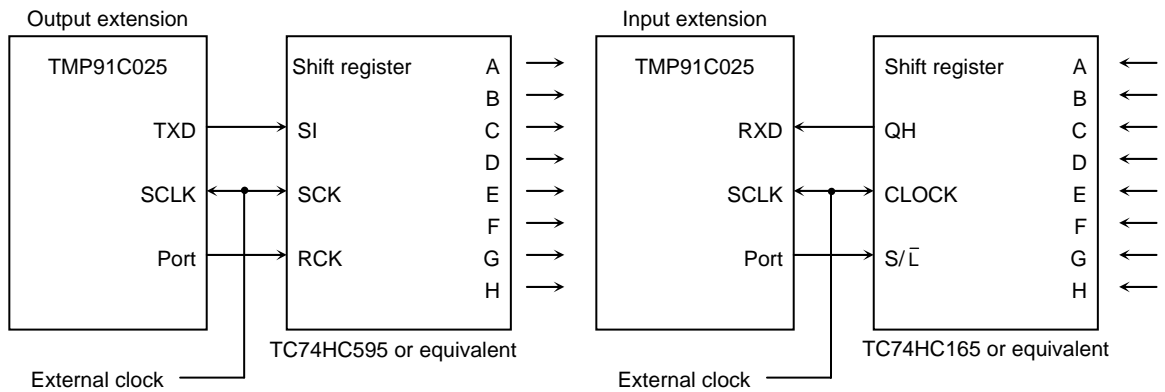 Output extension
TMP91C025
TXD
SCLK
Port
Shift register
SI
SCK
RCK
A
B
C
D
E
F
G
H
TC74HC595 or equivalent
External clock
Input extension
TMP91C025
RXD
SCLK
Port
Shift register
QH
CLOCK
S/L̅
A
B
C
D
E
F
G
H
TC74HC165 or equivalent
External clock